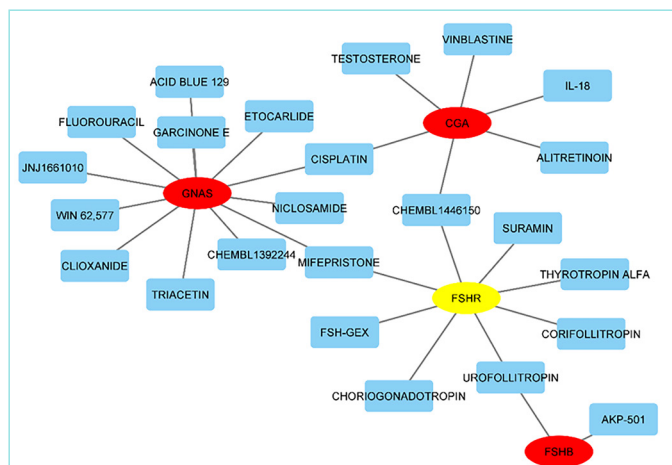 VINBLASTINE
TESTOSTERONE
ACID BLUE 129
IL-18
FLUOROURACIL
GARCINONE E
ETOCARLIDE
CGA
CISPLATIN
ALITRETINOIN
JNJ1661010
GNAS
WIN 62,577
NICLOSAMIDE
CHEMBL1446150
SURAMIN
CLIOXANIDE
CHEMBL1392244
MIFEPRISTONE
THYROTROPIN ALFA
TRIACETIN
FSHR
FSH-GEX
CORIFOLLITROPIN
CHORIOGONADOTROPIN
UROFOLLITROPIN
AKP-501
FSHB